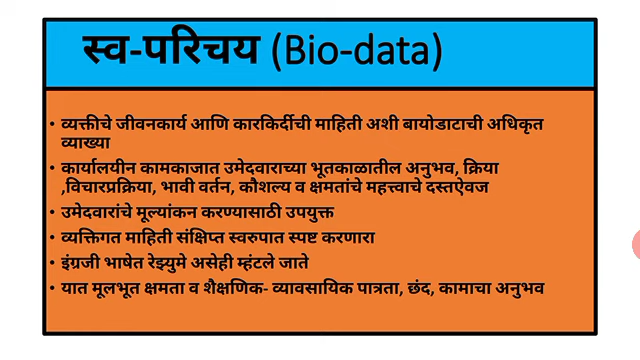 स्व-परिचय (Bio-data)
• व्यक्तीचे जीवनकार्य आणि कारकिर्दीची माहिती अशी बायोडाटाची अधिकृत
व्याख्या
• कार्यालयीन कामकाजात उमेदवाराच्या भूतकाळातील अनुभव, क्रिया
,विचारप्रक्रिया, भावी वर्तन, कौशल्य व क्षमतांचे महत्त्वाचे दस्तऐवज
• उमेदवारांचे मूल्यांकन करण्यासाठी उपयुक्त
• व्यक्तिगत माहिती संक्षिप्त स्वरुपात स्पष्ट करणारा
• इंग्रजी भाषेत रेझ्युमे असेही म्हंटले जाते
• यात मूलभूत क्षमता व शैक्षणिक- व्यावसायिक पात्रता, छंद, कामाचा अनुभव